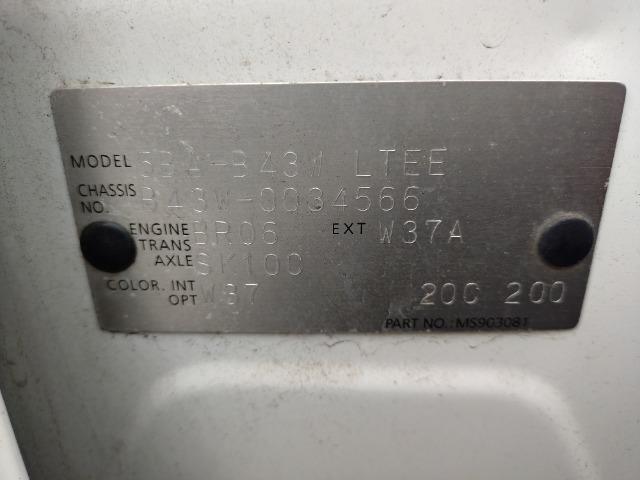 MODEL 5BA-B43W LTEE
CHASSIS NO. B43W-0034566
ENGINE BR06 EXT W37A
TRANS AXLE SK100
COLOR. INT OPT W37 20C 200
PART NO.: MS903081